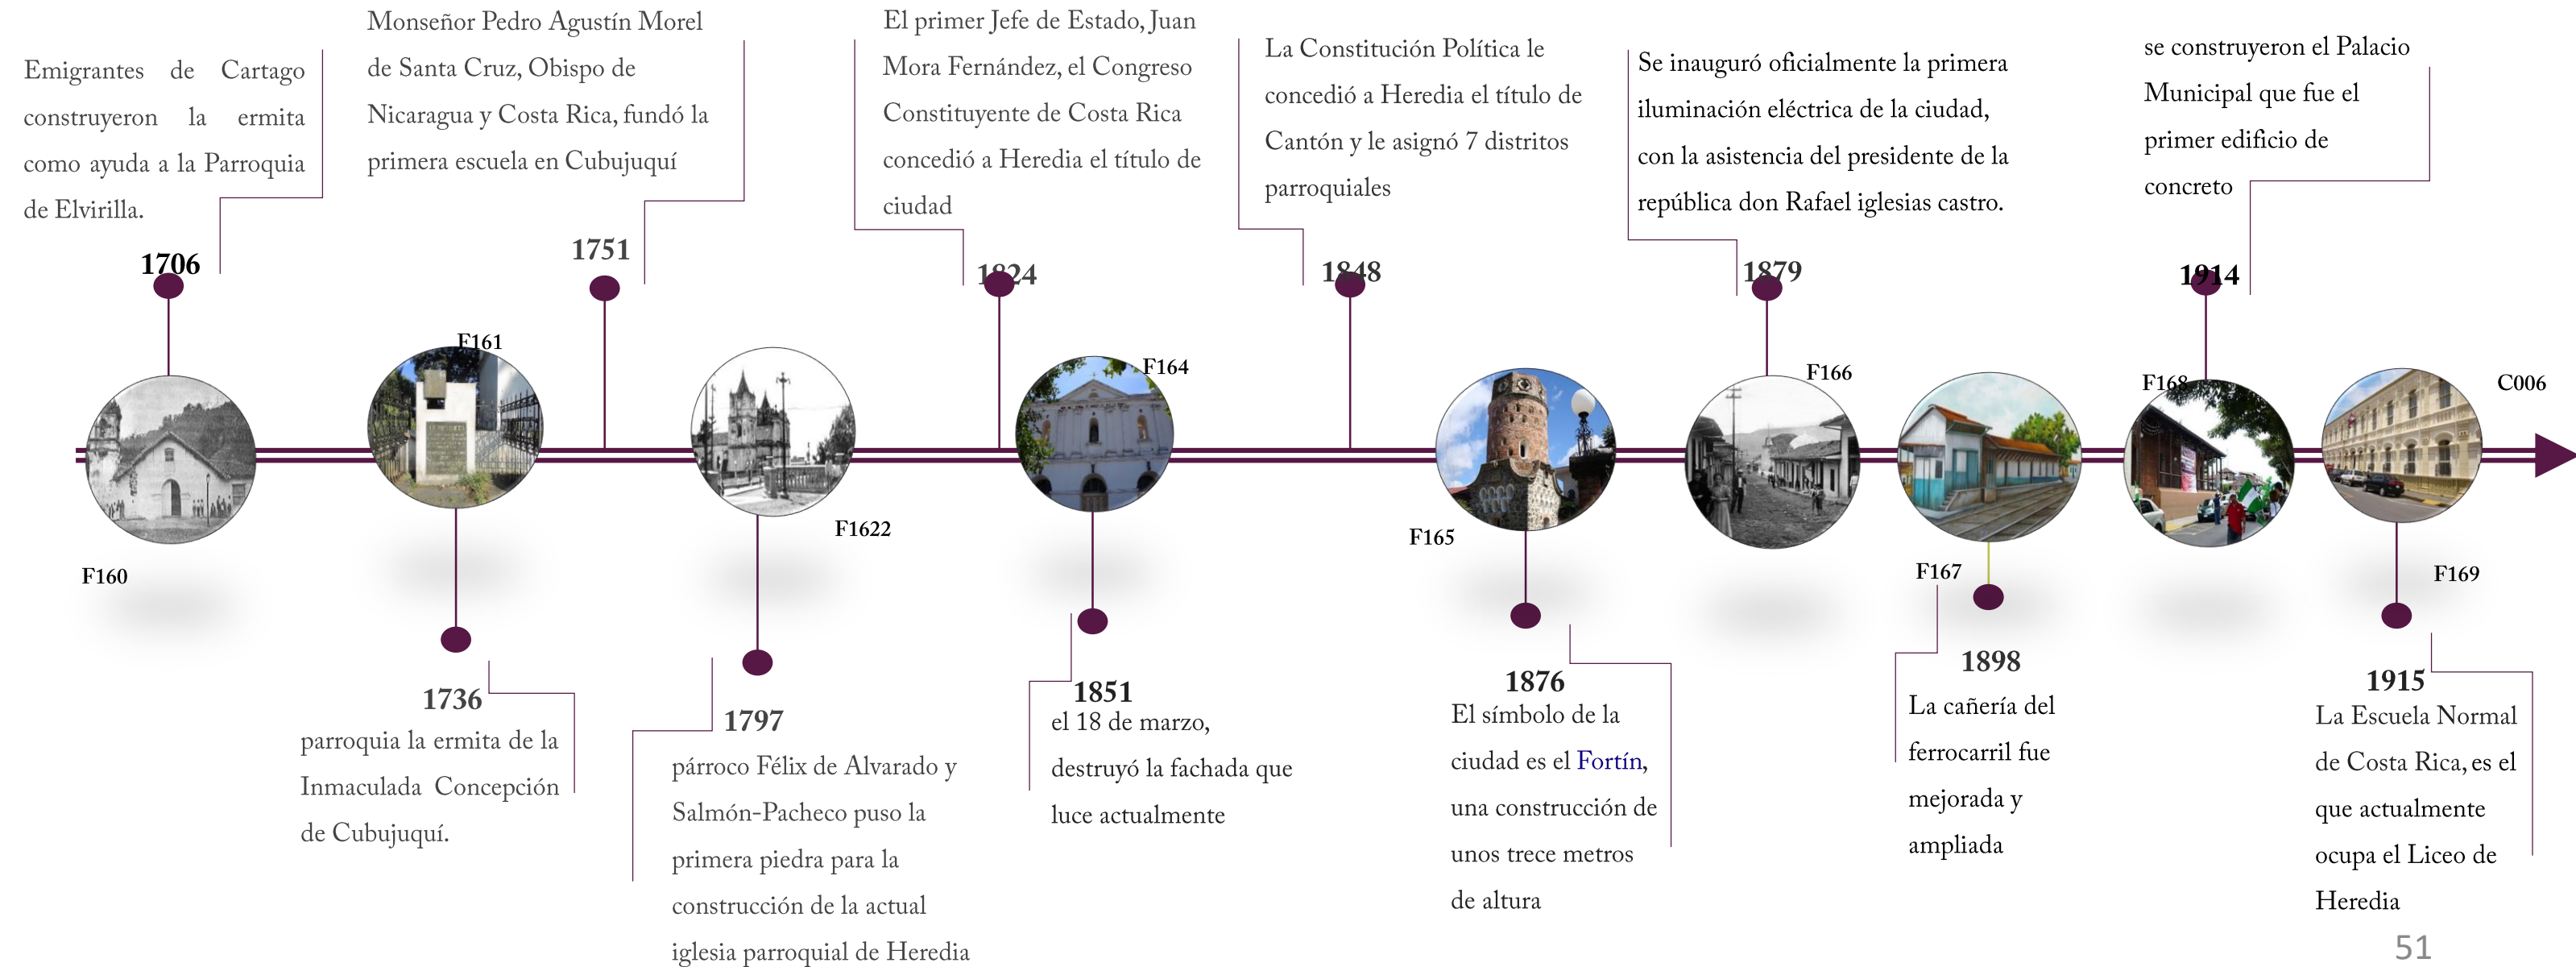 Emigrantes de Cartago
construyeron la ermita
como ayuda a la Parroquia
de Elvirilla.
1706
Monseñor Pedro Agustín Morel
de Santa Cruz, Obispo de
Nicaragua y Costa Rica, fundó la
primera escuela en Cubujuquí
1751
El primer Jefe de Estado, Juan
Mora Fernández, el Congreso
Constituyente de Costa Rica
concedió a Heredia el título de
ciudad
1824
La Constitución Política le
concedió a Heredia el título de
Cantón y le asignó 7 distritos
parroquiales
1848
Se inauguró oficialmente la primera
iluminación eléctrica de la ciudad,
con la asistencia del presidente de la
república don Rafael iglesias castro.
1879
se construyeron el Palacio
Municipal que fue el
primer edificio de
concreto
1914
F160
F161
F1622
F164
F165
F166
F167
F168
F169
C006
1736
parroquia la ermita de la
Inmaculada Concepción
de Cubujuquí.
1797
párroco Félix de Alvarado y
Salmón-Pacheco puso la
primera piedra para la
construcción de la actual
iglesia parroquial de Heredia
1851
el 18 de marzo,
destruyó la fachada que
luce actualmente
1876
El símbolo de la
ciudad es el Fortín,
una construcción de
unos trece metros
de altura
1898
La cañería del
ferrocarril fue
mejorada y
ampliada
1915
La Escuela Normal
de Costa Rica, es el
que actualmente
ocupa el Liceo de
Heredia
51